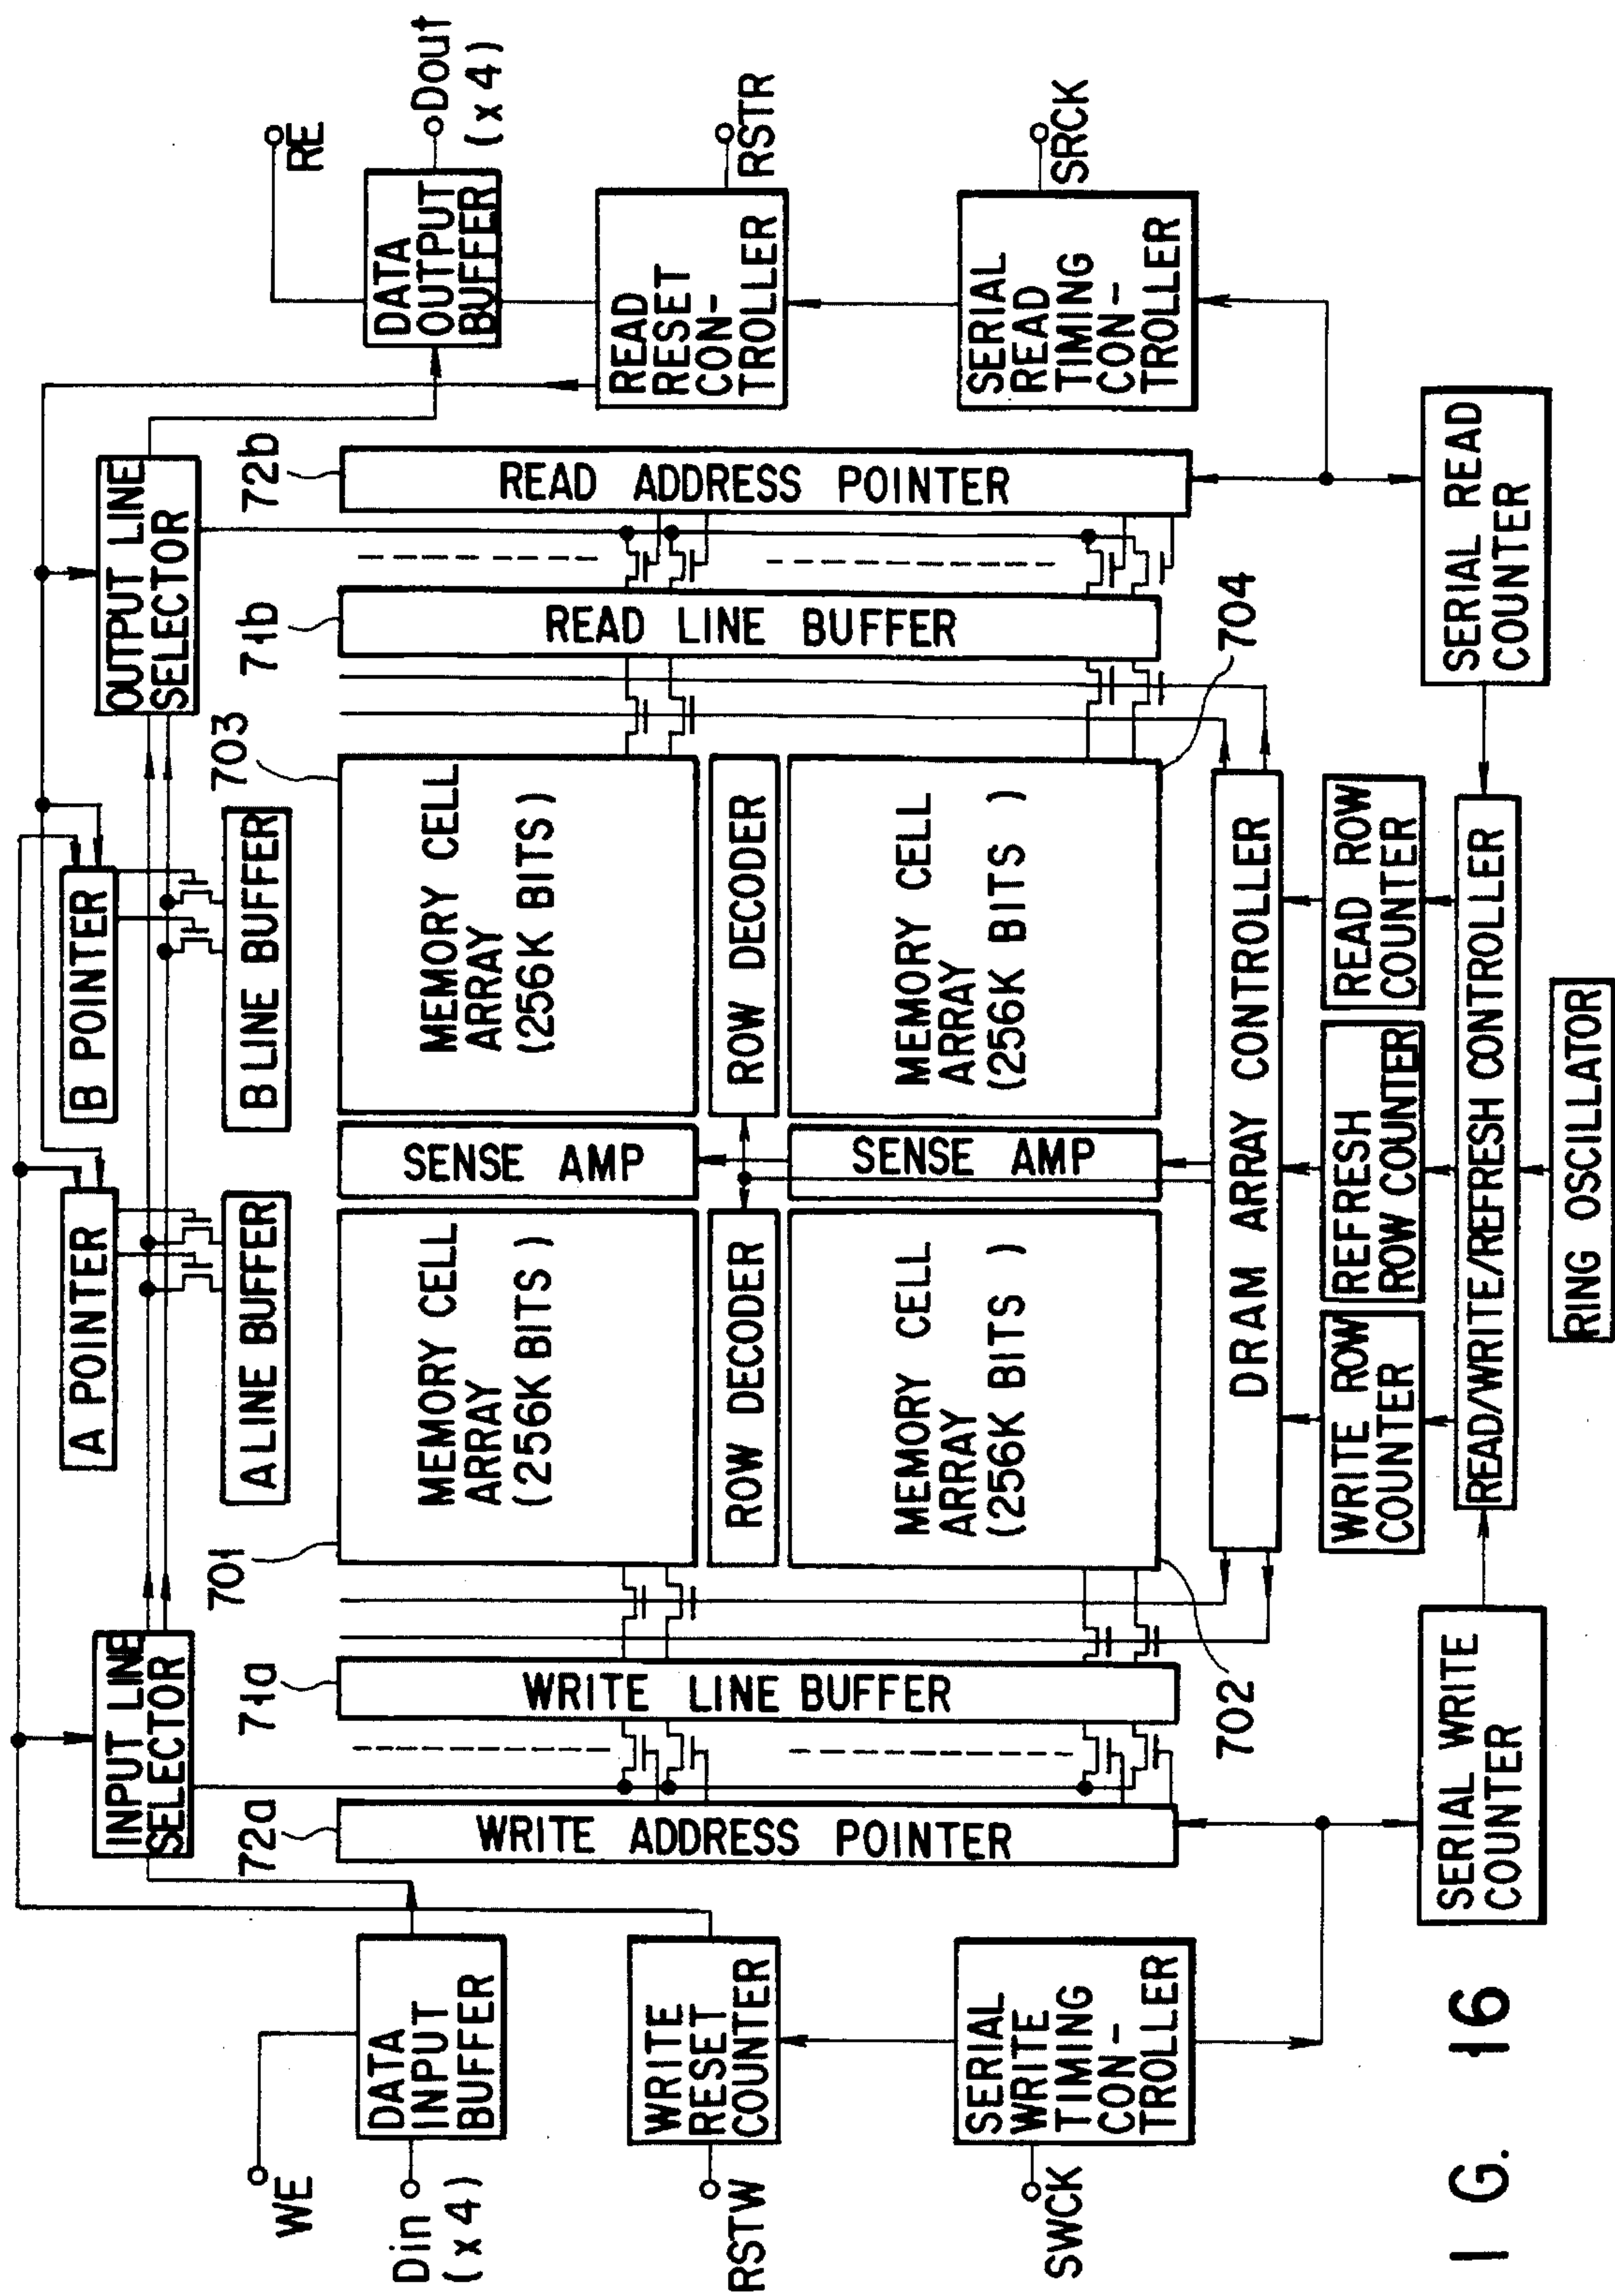 WE
Din
(×4)
RSTW
SWCK
DATA
INPUT
BUFFER
WRITE
RESET
COUNTER
SERIAL
WRITE
TIMING
CON-
TROLLER
INPUT LINE
SELECTOR
72a
WRITE ADDRESS POINTER
71a
WRITE LINE BUFFER
701
702
SERIAL WRITE
COUNTER
A POINTER
A LINE BUFFER
B POINTER
B LINE BUFFER
MEMORY CELL
ARRAY
(256K BITS)
ROW DECODER
MEMORY CELL
ARRAY
(256K BITS )
SENSE AMP
SENSE AMP
703
MEMORY CELL
ARRAY
(256K BITS )
ROW DECODER
MEMORY CELL
ARRAY
(256K BITS )
704
DRAM ARRAY CONTROLLER
WRITE ROW
COUNTER
REFRESH
ROW COUNTER
READ ROW
COUNTER
READ/WRITE/REFRESH CONTROLLER
RING OSCILLATOR
OUTPUT LINE
SELECTOR
71b
READ LINE BUFFER
72b
READ ADDRESS POINTER
SERIAL READ
COUNTER
DATA
OUTPUT
BUFFER
READ
RESET
CON-
TROLLER
SERIAL
READ
TIMING
CON-
TROLLER
RE
Dout
(×4)
RSTR
SRCK
I G. 16